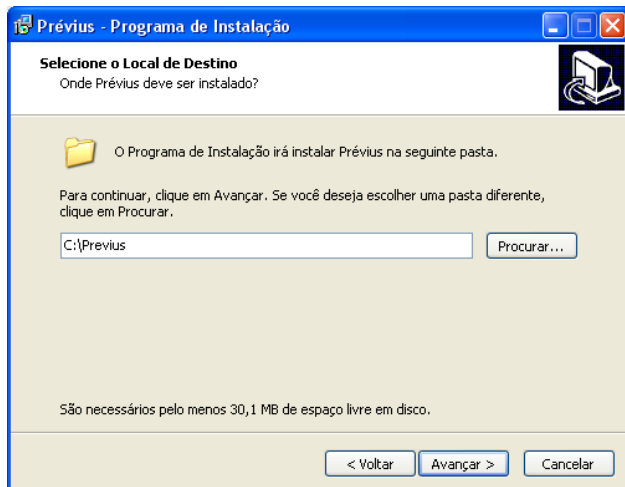 Prévius - Programa de Instalação
Selecione o Local de Destino
Onde Prévius deve ser instalado?
O Programa de Instalação irá instalar Prévius na seguinte pasta.
Para continuar, clique em Avançar. Se você deseja escolher uma pasta diferente,
clique em Procurar.
C:\Previus
Procurar...
São necessários pelo menos 30,1 MB de espaço livre em disco.
< Voltar
Avançar >
Cancelar